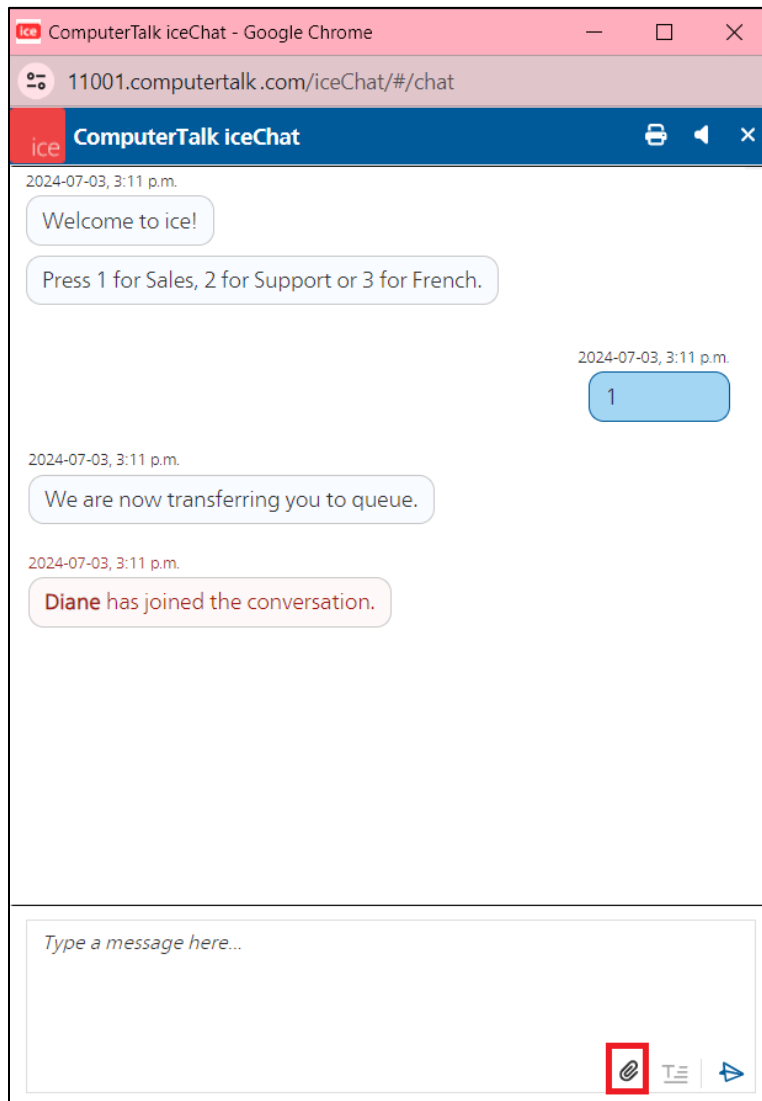 ice ComputerTalk iceChat - Google Chrome
11001.computertalk.com/iceChat/#/chat
ice ComputerTalk iceChat
2024-07-03, 3:11 p.m.
Welcome to ice!
Press 1 for Sales, 2 for Support or 3 for French.
2024-07-03, 3:11 p.m.
1
2024-07-03, 3:11 p.m.
We are now transferring you to queue.
2024-07-03, 3:11 p.m.
Diane has joined the conversation.
Type a message here...